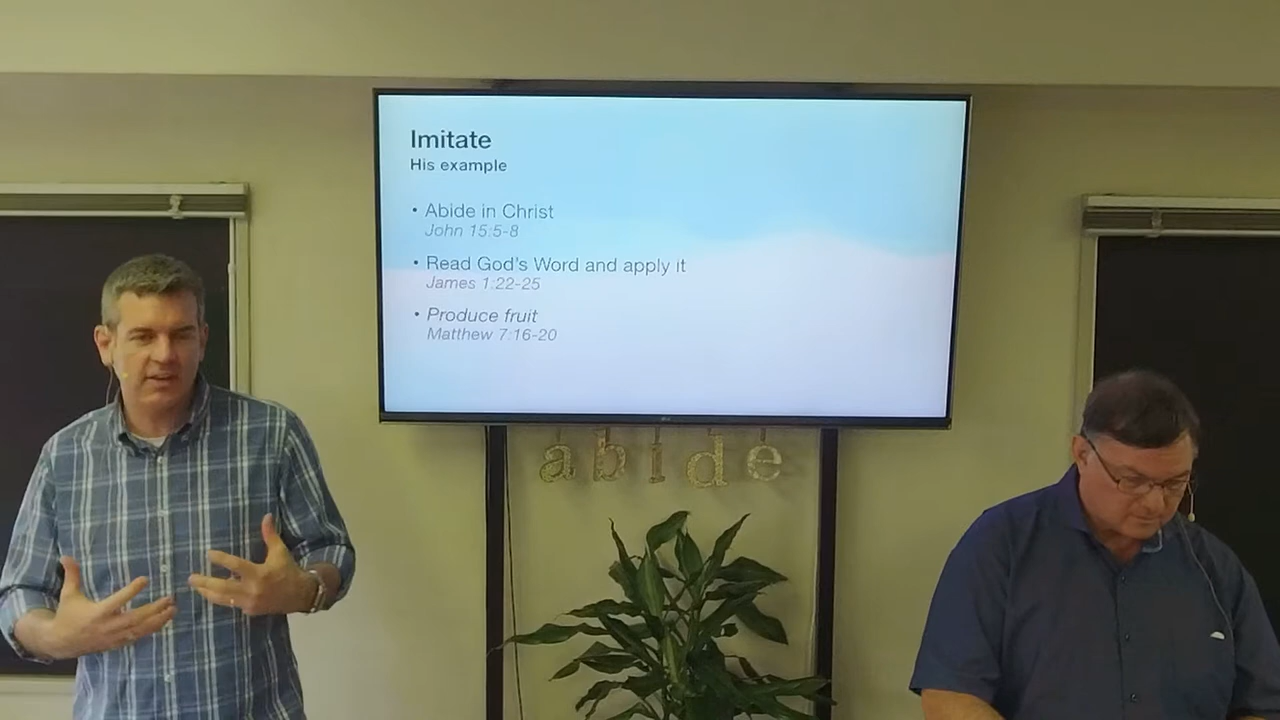 Imitate
His example
• Abide in Christ
John 15:5-8
• Read God's Word and apply it
James 1:22-25
• Produce fruit
Matthew 7:16-20
abide